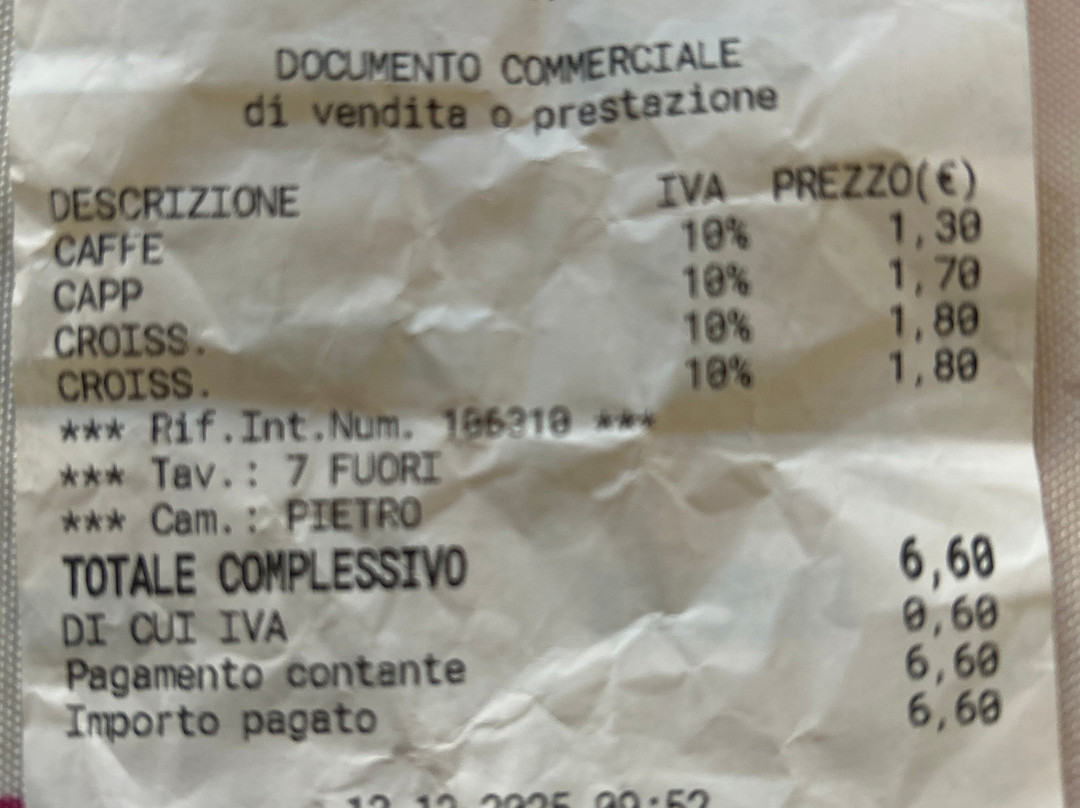 DOCUMENTO COMMERCIALE
di vendita o prestazione
DESCRIZIONE IVA PREZZO(€)
CAFFE 10% 1,30
CAPP 10% 1,70
CROISS. 10% 1,80
CROISS. 10% 1,80
*** Rif.Int.Num. 106310 ***
*** Tav.: 7 FUORI
*** Cam.: PIETRO
TOTALE COMPLESSIVO 6,60
DI CUI IVA 0,60
Pagamento contante 6,60
Importo pagato 6,60